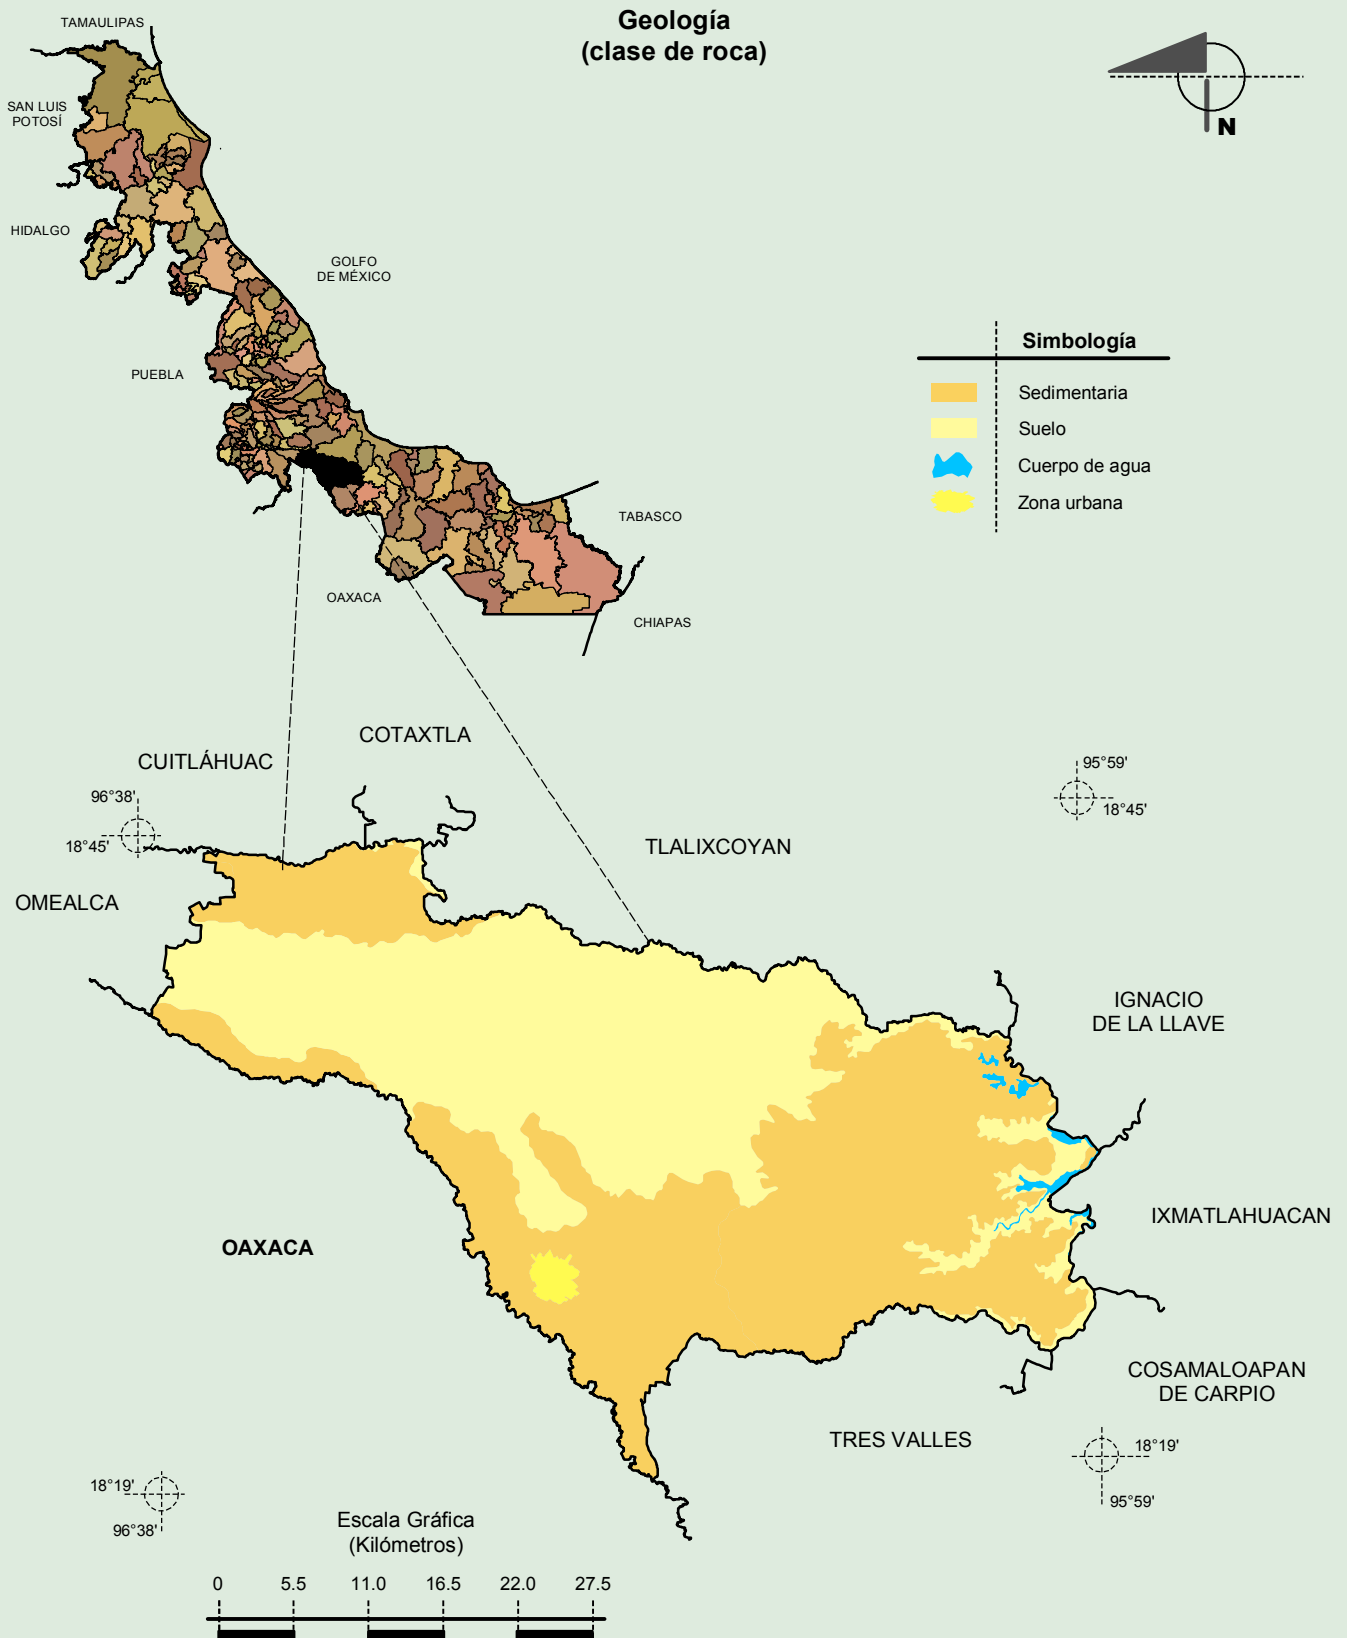 Geología
(clase de roca)
TAMAULIPAS
SAN LUIS
POTOSÍ
HIDALGO
GOLFO
DE MÉXICO
PUEBLA
TABASCO
OAXACA
CHIAPAS
N
Simbología
Sedimentaria
Suelo
Cuerpo de agua
Zona urbana
COTAXTLA
CUITLÁHUAC
96°38'
18°45'
95°59'
18°45'
TLALIXCOYAN
OMEALCA
IGNACIO
DE LA LLAVE
IXMATLAHUACAN
OAXACA
COSAMALOAPAN
DE CARPIO
TRES VALLES
18°19'
95°59'
18°19'
96°38'
Escala Gráfica
(Kilómetros)
0 5.5 11.0 16.5 22.0 27.5